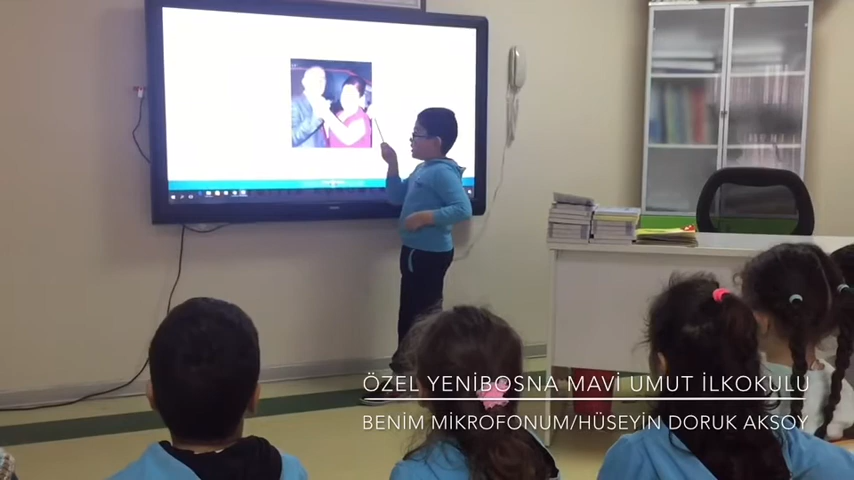 ÖZEL YENİBOSNA MAVİ UMUT İLKOKULU
BENİM MİKROFONUM/HÜSEYİN DORUK AKSOY